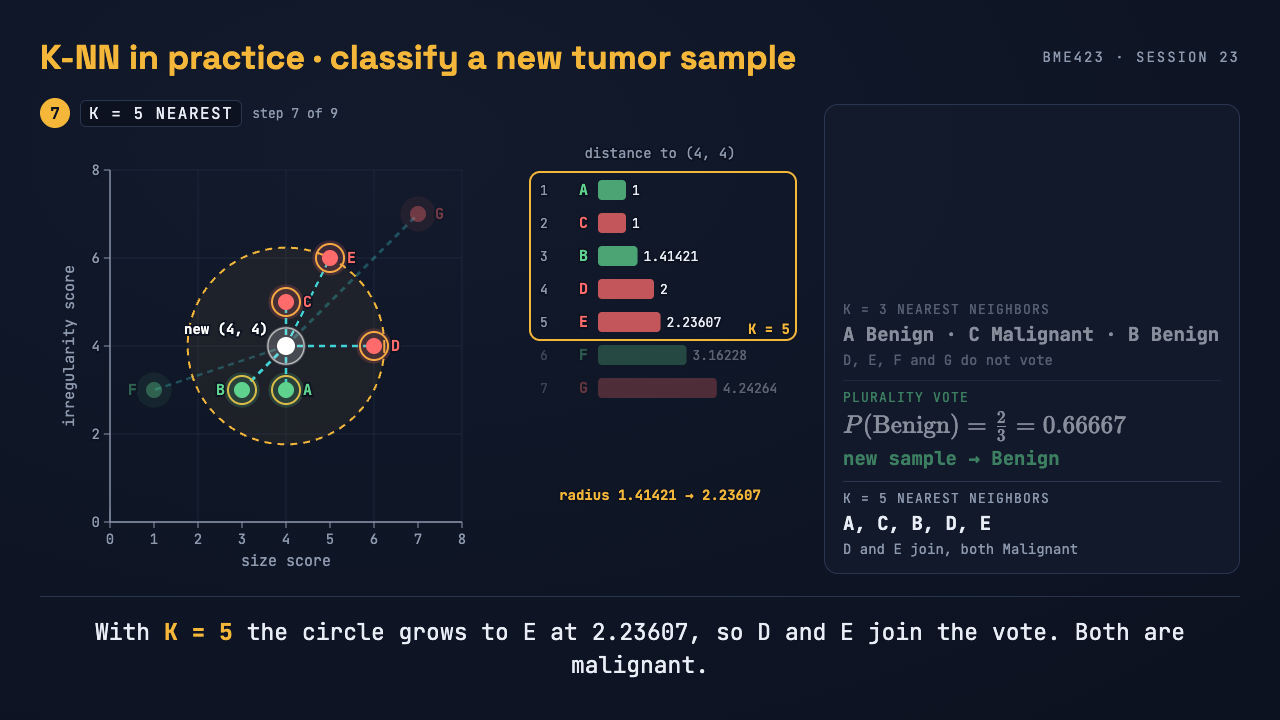 K-NN in practice · classify a new tumor sample
BME423 · SESSION 23
7 K = 5 NEAREST step 7 of 9
distance to (4, 4)
1 A 1
2 C 1
3 B 1.41421
4 D 2
5 E 2.23607
K = 5
6 F 3.16228
7 G 4.24264
radius 1.41421 → 2.23607
irregularity score
8
6
4
2
0
0 1 2 3 4 5 6 7 8
size score
G
E
C
new (4, 4)
D
F
B
A
K = 3 NEAREST NEIGHBORS
A Benign · C Malignant · B Benign
D, E, F and G do not vote
PLURALITY VOTE
P(Benign) = 2/3 = 0.66667
new sample → Benign
K = 5 NEAREST NEIGHBORS
A, C, B, D, E
D and E join, both Malignant
With K = 5 the circle grows to E at 2.23607, so D and E join the vote. Both are
malignant.